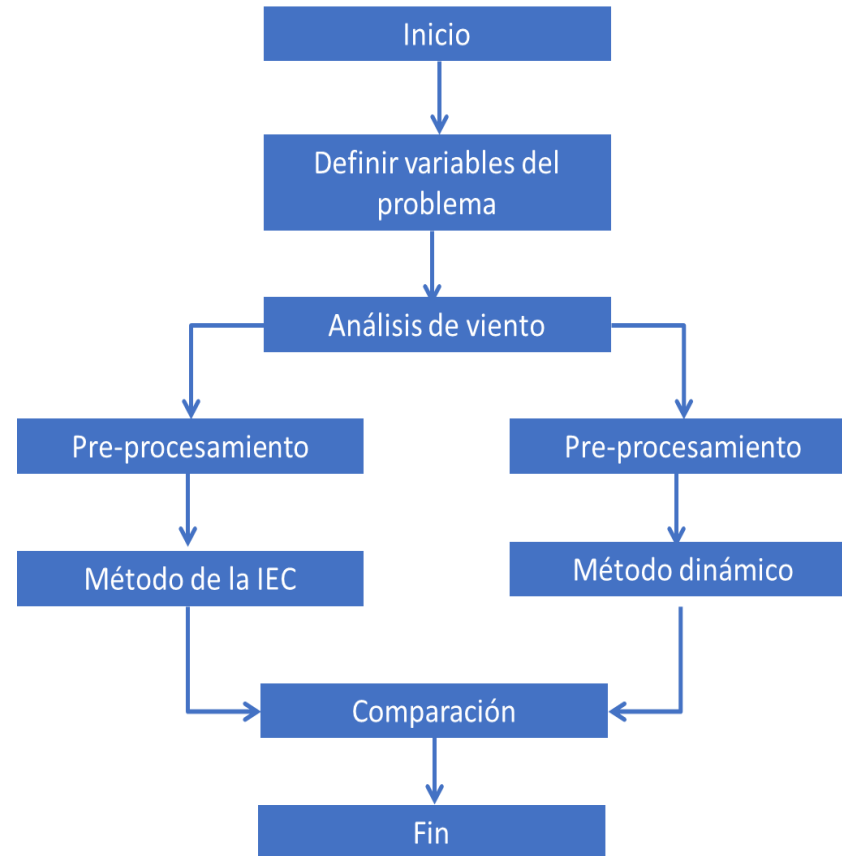 Inicio
Definir variables del
problema
Análisis de viento
Pre-procesamiento
Pre-procesamiento
Método de la IEC
Método dinámico
Comparación
Fin